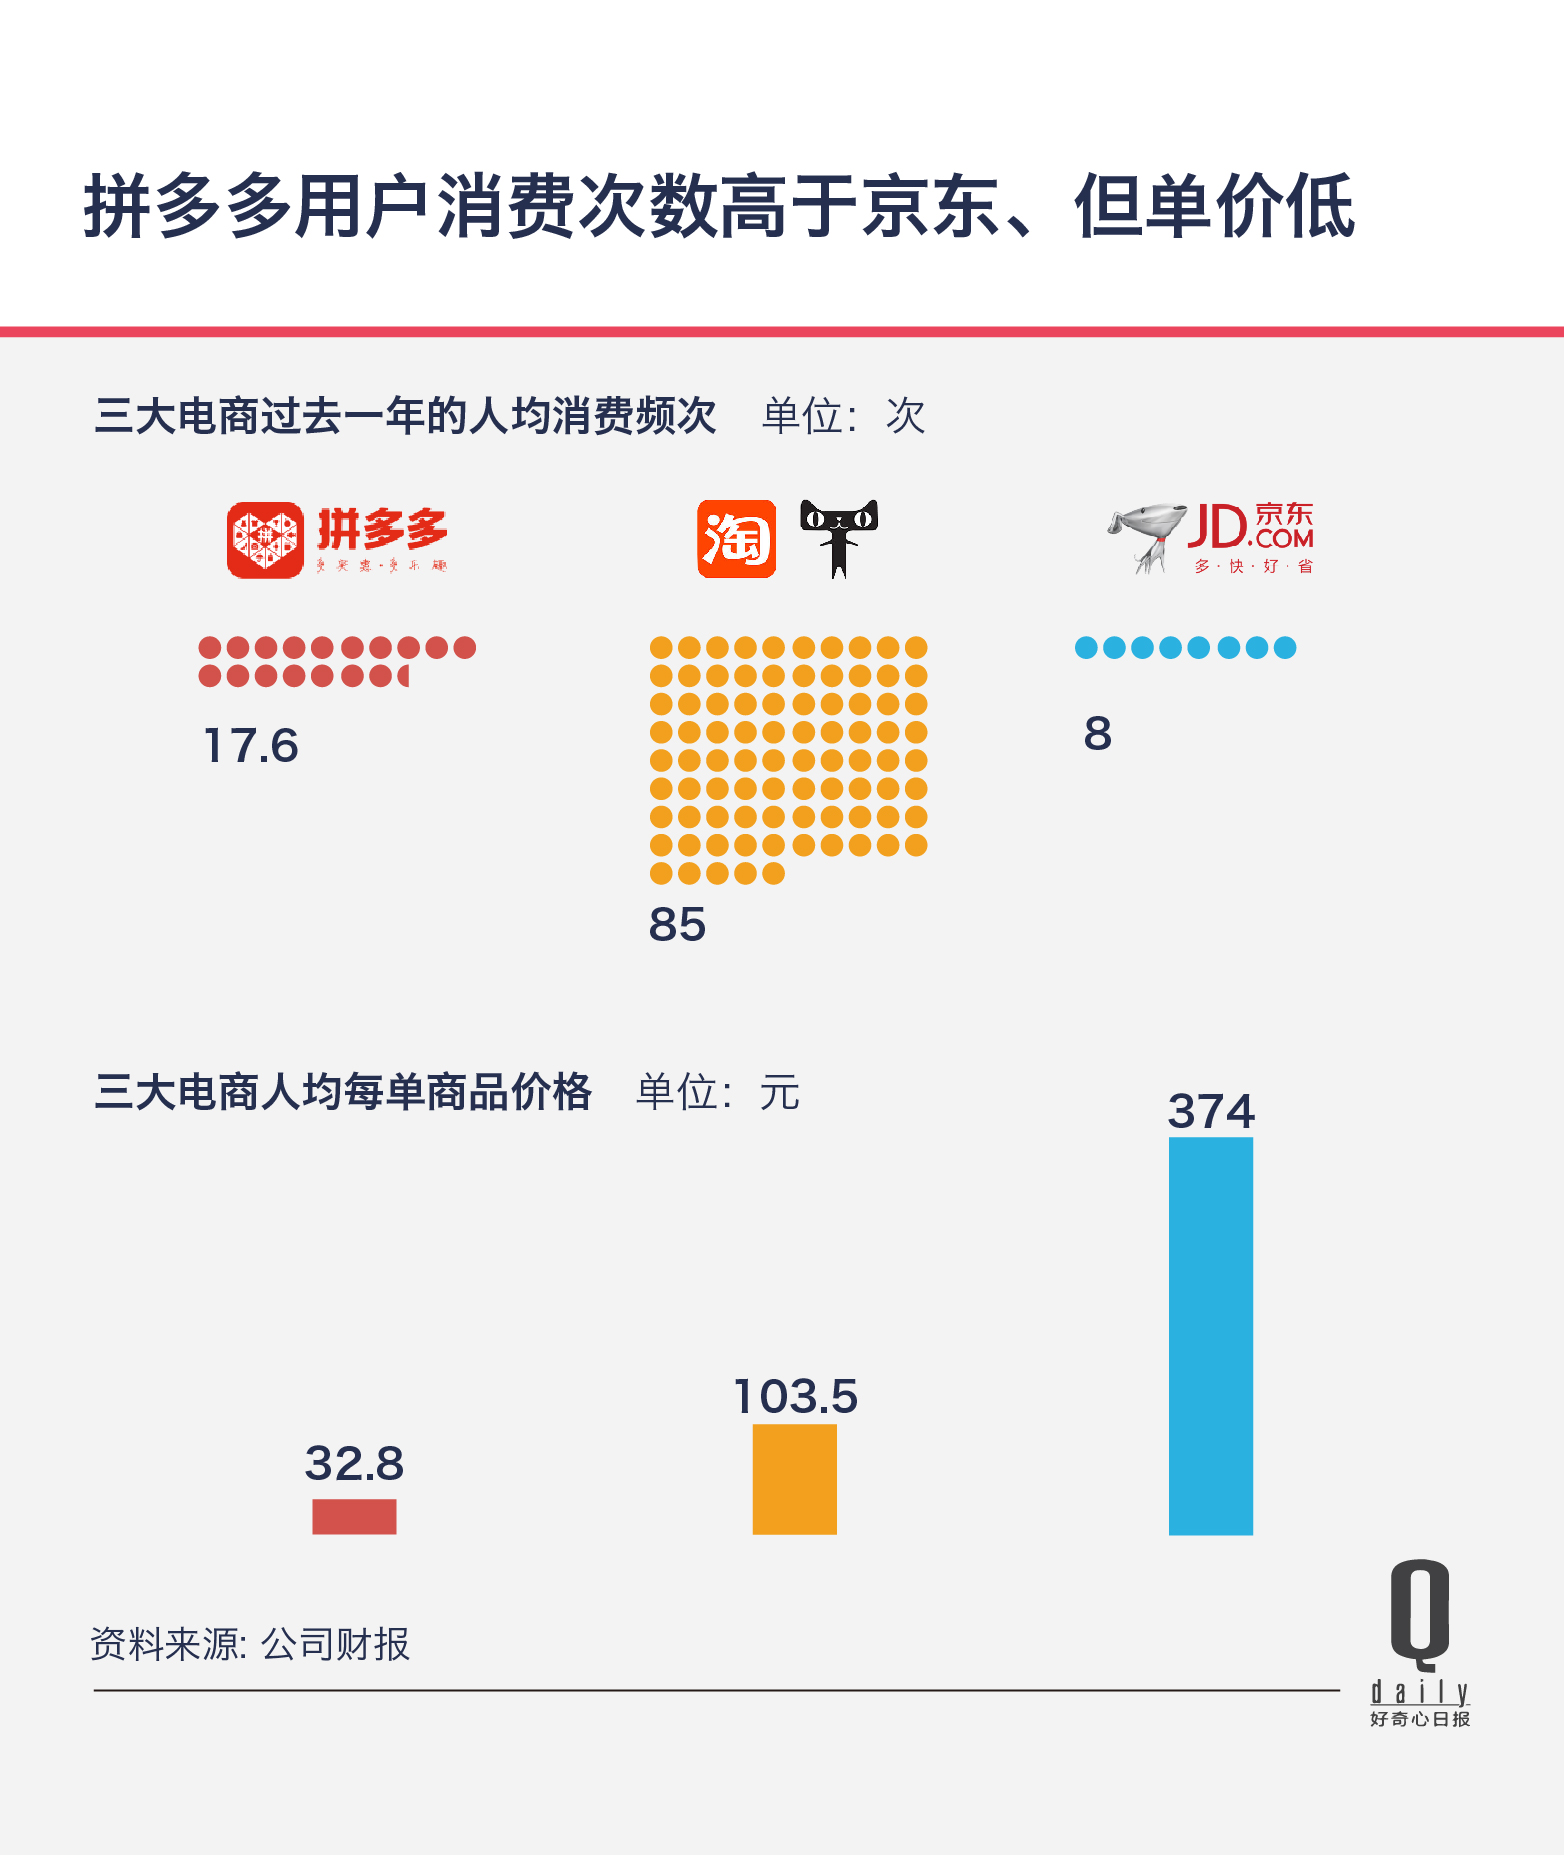 拼多多用户消费次数高于京东、但单价低
三大电商过去一年的人均消费频次 单位：次
拼
拼多多
淘
JD.COM 京东
多·快·好·省
17.6
85
8
三大电商人均每单商品价格 单位：元
32.8
103.5
374
资料来源: 公司财报
Q
daily
好奇心日报